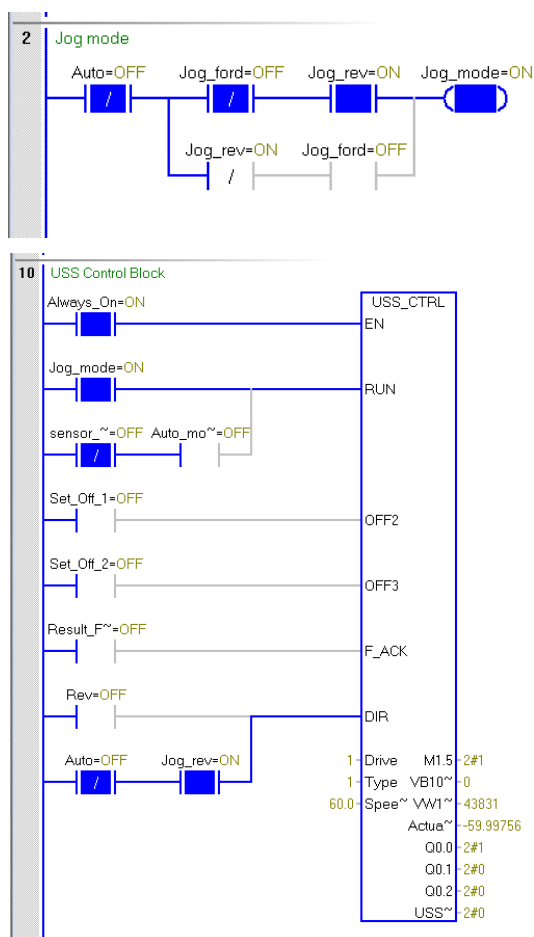 2 Jog mode
Auto=OFF Jog_ford=OFF Jog_rev=ON Jog_mode=ON
/ /
Jog_rev=ON Jog_ford=OFF
/
10 USS Control Block
Always_On=ON USS_CTRL
EN
Jog_mode=ON
RUN
sensor_~=OFF Auto_mo~=OFF
/
Set_Off_1=OFF
OFF2
Set_Off_2=OFF
OFF3
Result_F~=OFF
F_ACK
Rev=OFF
DIR
Auto=OFF Jog_rev=ON
/
1 Drive M1.5 2#1
1 Type VB10~ 0
60.0 Spee~ VW1~ 43831
Actua~ -59.99756
Q0.0 2#1
Q0.1 2#0
Q0.2 2#0
USS~ 2#0